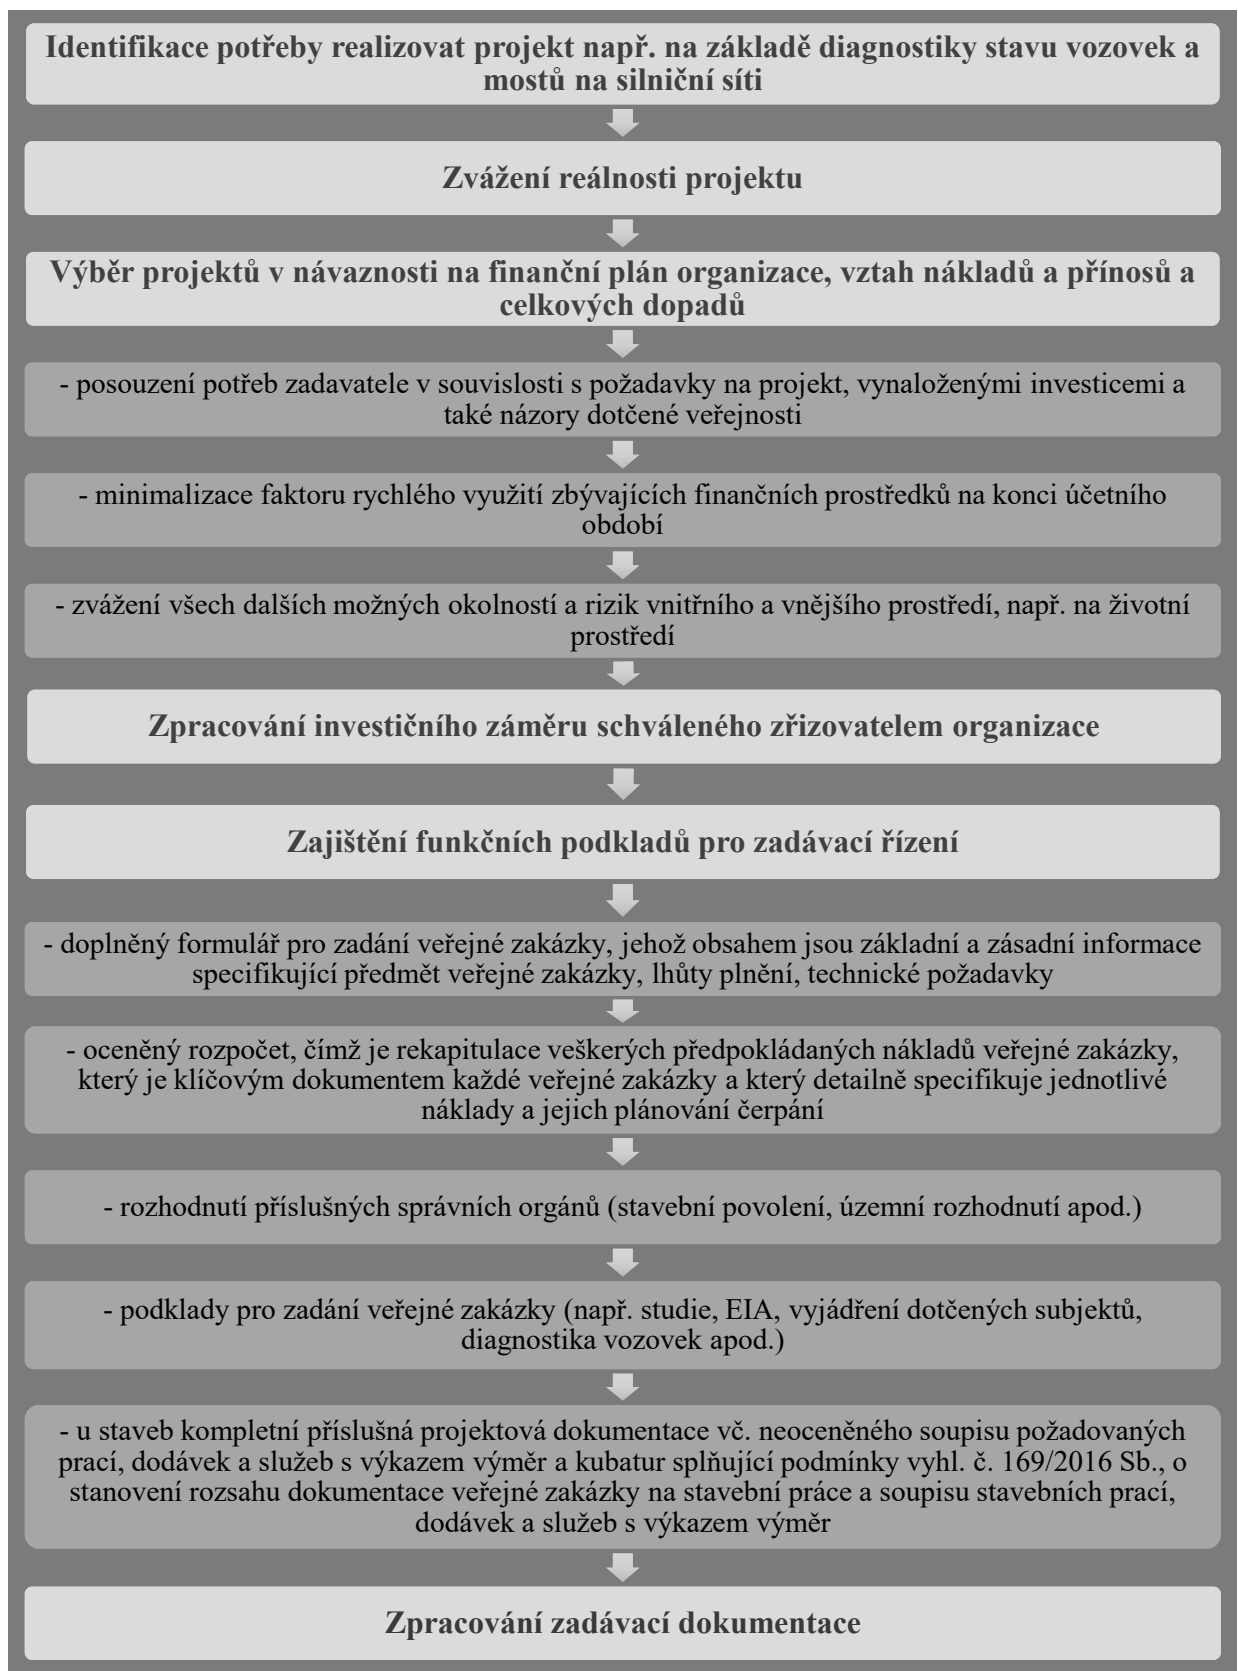 Identifikace potřeby realizovat projekt např. na základě diagnostiky stavu vozovek a
mostů na silniční síti
Zvážení reálnosti projektu
Výběr projektů v návaznosti na finanční plán organizace, vztah nákladů a přínosů a
celkových dopadů
- posouzení potřeb zadavatele v souvislosti s požadavky na projekt, vynaloženými investicemi a
také názory dotčené veřejnosti
- minimalizace faktoru rychlého využití zbývajících finančních prostředků na konci účetního
období
- zvážení všech dalších možných okolností a rizik vnitřního a vnějšího prostředí, např. na životní
prostředí
Zpracování investičního záměru schváleného zřizovatelem organizace
Zajištění funkčních podkladů pro zadávací řízení
- doplněný formulář pro zadání veřejné zakázky, jehož obsahem jsou základní a zásadní informace
specifikující předmět veřejné zakázky, lhůty plnění, technické požadavky
- oceněný rozpočet, čímž je rekapitulace veškerých předpokládaných nákladů veřejné zakázky,
který je klíčovým dokumentem každé veřejné zakázky a který detailně specifikuje jednotlivé
náklady a jejich plánování čerpání
- rozhodnutí příslušných správních orgánů (stavební povolení, územní rozhodnutí apod.)
- podklady pro zadání veřejné zakázky (např. studie, EIA, vyjádření dotčených subjektů,
diagnostika vozovek apod.)
- u staveb kompletní příslušná projektová dokumentace vč. neoceněného soupisu požadovaných
prací, dodávek a služeb s výkazem výměr a kubatur splňující podmínky vyhl. č. 169/2016 Sb., o
stanovení rozsahu dokumentace veřejné zakázky na stavební práce a soupisu stavebních prací,
dodávek a služeb s výkazem výměr
Zpracování zadávací dokumentace